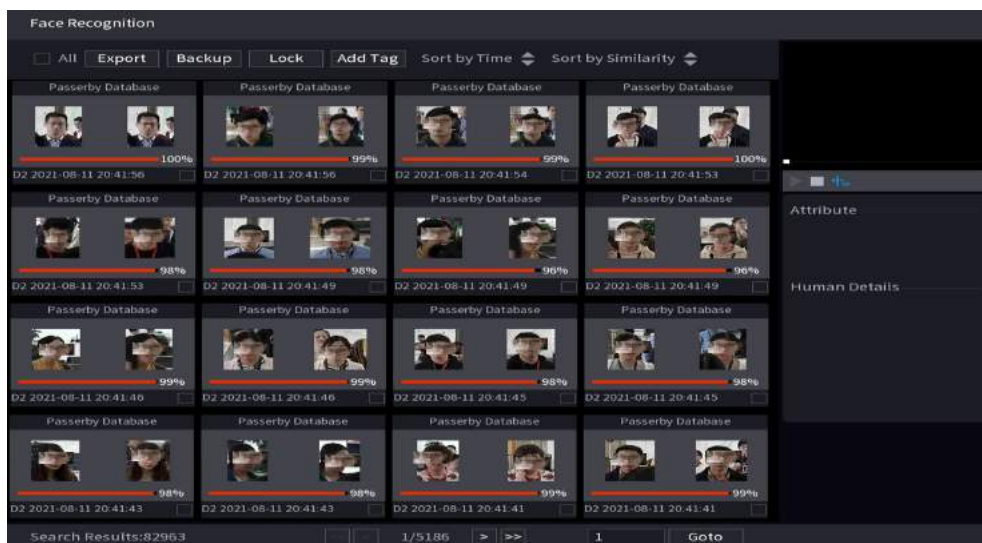 Face Recognition
All Export Backup Lock Add Tag Sort by Time Sort by Similarity
Passerby Database Passerby Database Passerby Database Passerby Database
100% 99% 99% 100%
D2 2021-08-11 20:41:56 D2 2021-08-11 20:41:56 D2 2021-08-11 20:41:54 D2 2021-08-11 20:41:53
Passerby Database Passerby Database Passerby Database Passerby Database
Attribute
98% 98% 96% 96%
D2 2021-08-11 20:41:53 D2 2021-08-11 20:41:49 D2 2021-08-11 20:41:49 D2 2021-08-11 20:41:49
Human Details
Passerby Database Passerby Database Passerby Database Passerby Database
99% 99% 98% 98%
D2 2021-08-11 20:41:46 D2 2021-08-11 20:41:46 D2 2021-08-11 20:41:45 D2 2021-08-11 20:41:45
Passerby Database Passerby Database Passerby Database Passerby Database
98% 98% 99% 99%
D2 2021-08-11 20:41:43 D2 2021-08-11 20:41:43 D2 2021-08-11 20:41:41 D2 2021-08-11 20:41:41
Search Results:82963 1/5186 > >> 1 Goto